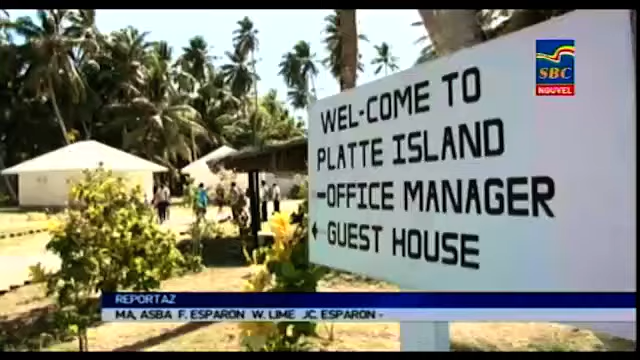 SBC
NOUVEL
WEL-COME TO
PLATTE ISLAND
-OFFICE MANAGER
GUEST HOUSE
REPORTAZ
MA, ASBA F. ESPARON W. LIME JC. ESPARON -